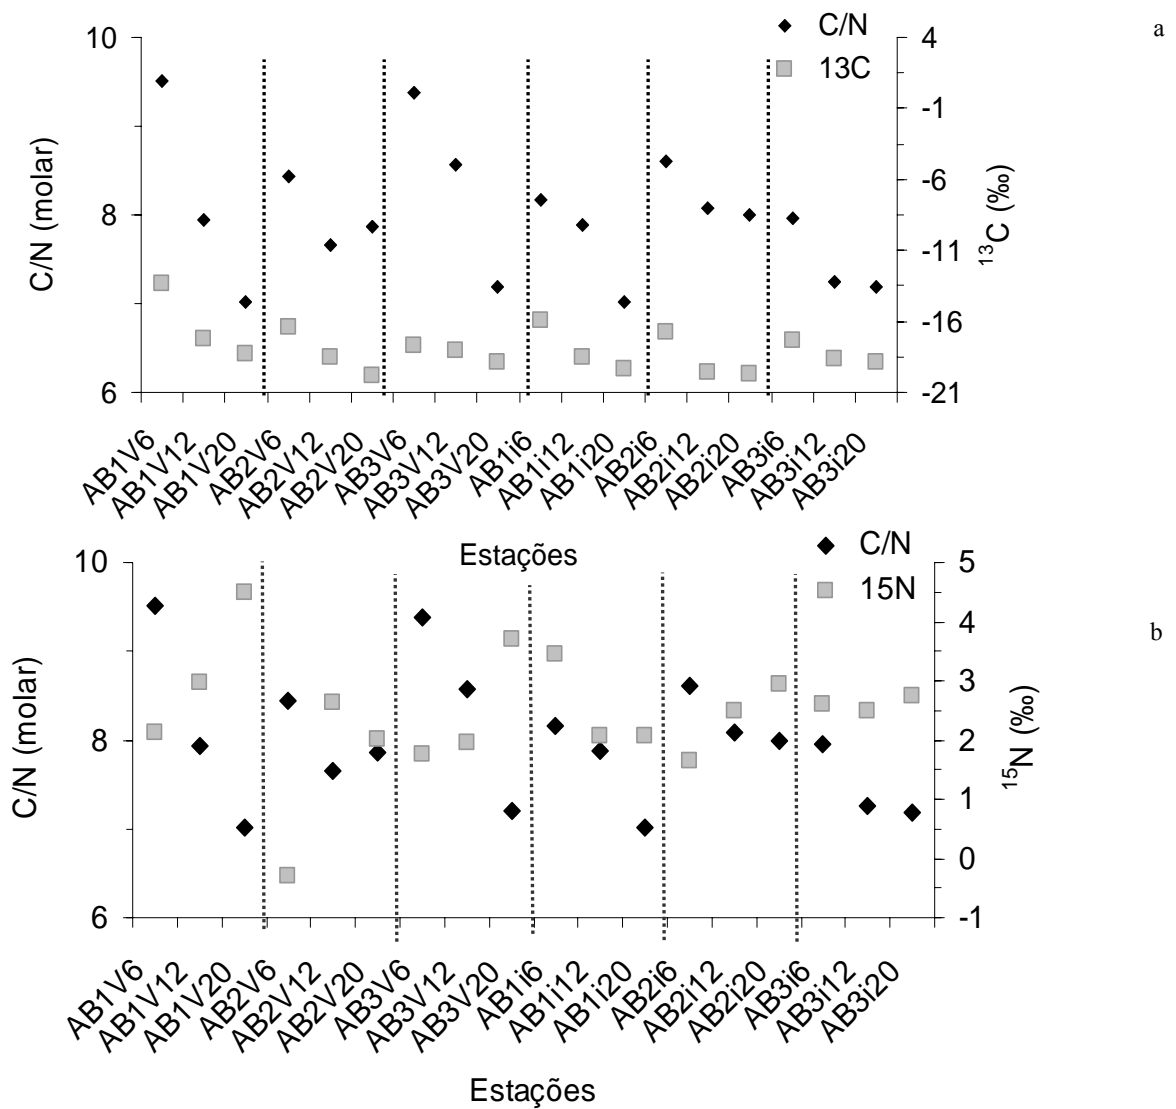 a
C/N
13C
10
8
6
C/N (molar)
4
-1
-6
-11
-16
-21
13C (‰)
AB1V6
AB1V12
AB1V20
AB2V6
AB2V12
AB2V20
AB3V6
AB3V12
AB3V20
AB1i6
AB1i12
AB1i20
AB2i6
AB2i12
AB2i20
AB3i6
AB3i12
AB3i20
Estações
b
C/N
15N
10
8
6
C/N (molar)
5
4
3
2
1
0
-1
15N (‰)
AB1V6
AB1V12
AB1V20
AB2V6
AB2V12
AB2V20
AB3V6
AB3V12
AB3V20
AB1i6
AB1i12
AB1i20
AB2i6
AB2i12
AB2i20
AB3i6
AB3i12
AB3i20
Estações